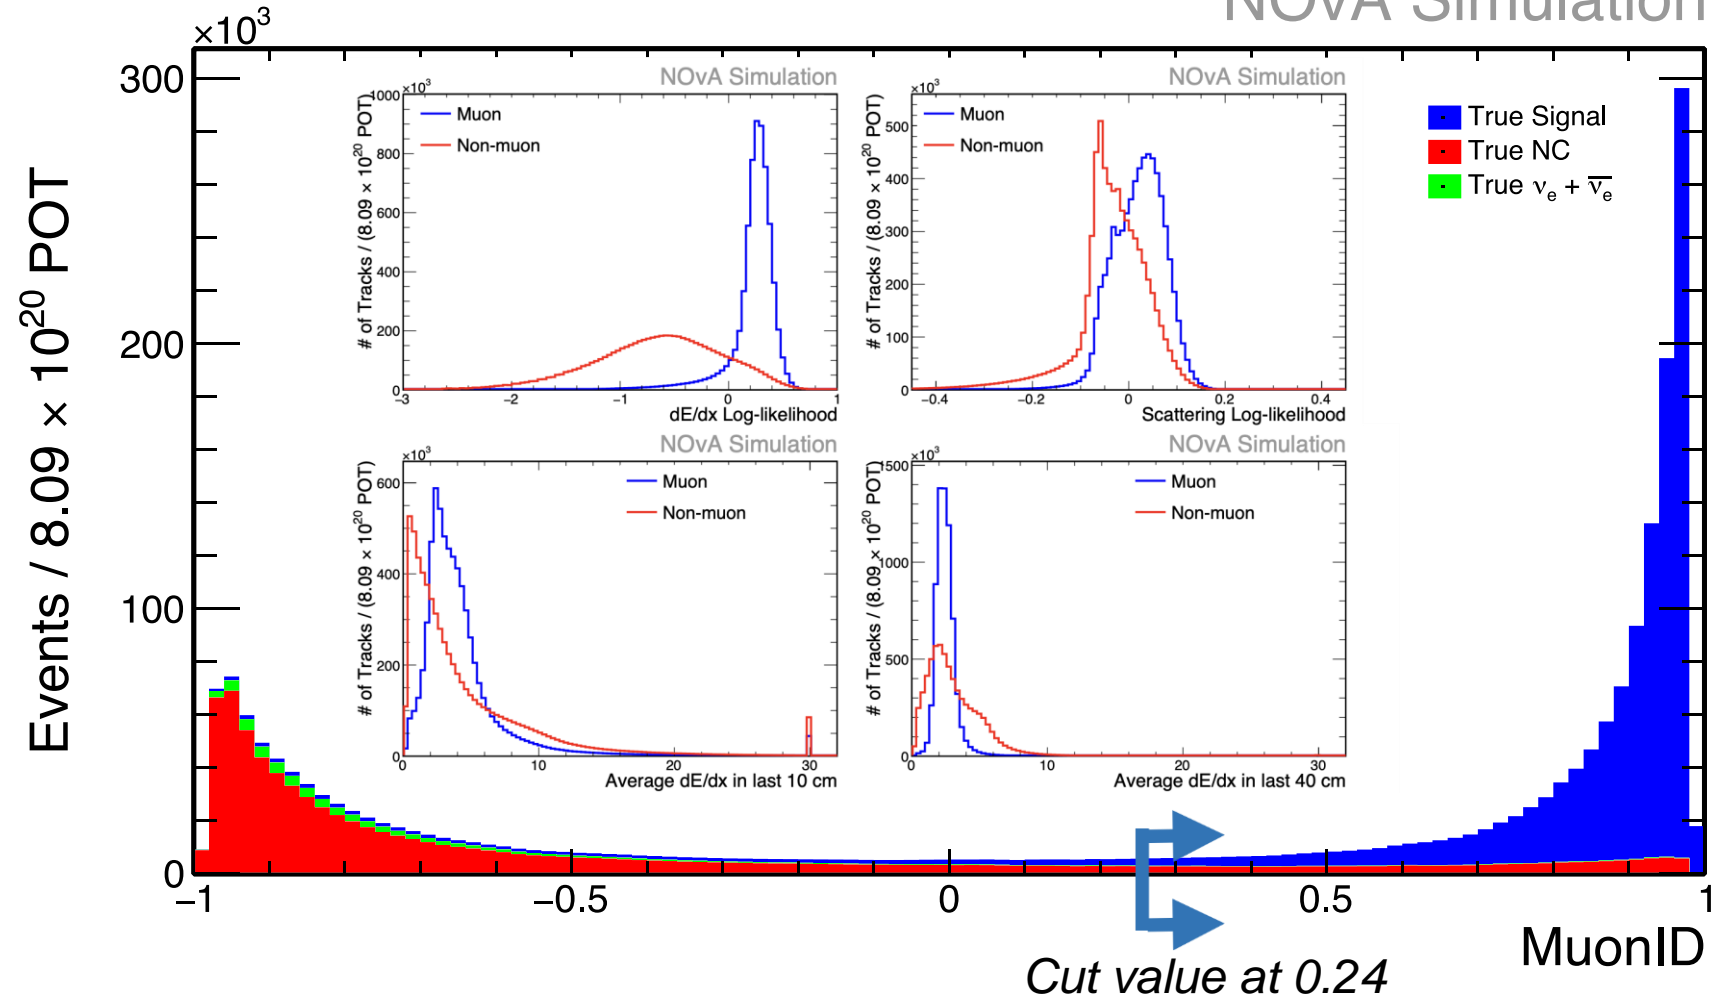 NOvA Simulation
×10³
300
200
100
0
Events / 8.09 × 10²⁰ POT
−1
−0.5
0
0.5
1
MuonID
Cut value at 0.24
True Signal
True NC
True νe + ν̅e
NOvA Simulation
×10³
1000
800
600
400
200
0
# of Tracks / (8.09 × 10²⁰ POT)
Muon
Non-muon
−3
−2
−1
0
1
dE/dx Log-likelihood
NOvA Simulation
×10³
500
400
300
200
100
0
# of Tracks / (8.09 × 10²⁰ POT)
Muon
Non-muon
−0.4
−0.2
0
0.2
0.4
Scattering Log-likelihood
NOvA Simulation
×10³
600
400
200
0
# of Tracks / (8.09 × 10²⁰ POT)
Muon
Non-muon
0
10
20
30
Average dE/dx in last 10 cm
NOvA Simulation
×10³
1500
1000
500
0
# of Tracks / (8.09 × 10²⁰ POT)
Muon
Non-muon
0
10
20
30
Average dE/dx in last 40 cm